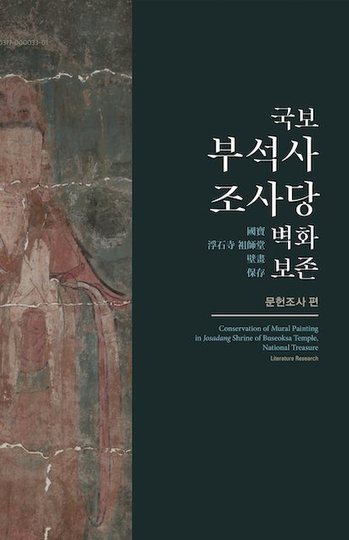 국보
부석사
조사당
國寶
浮石寺 祖師堂
壁畫
保存
벽화
보존
문헌조사 편
Conservation of Mural Painting
in Josadang Shrine of Buseoksa Temple,
National Treasure
Literature Research